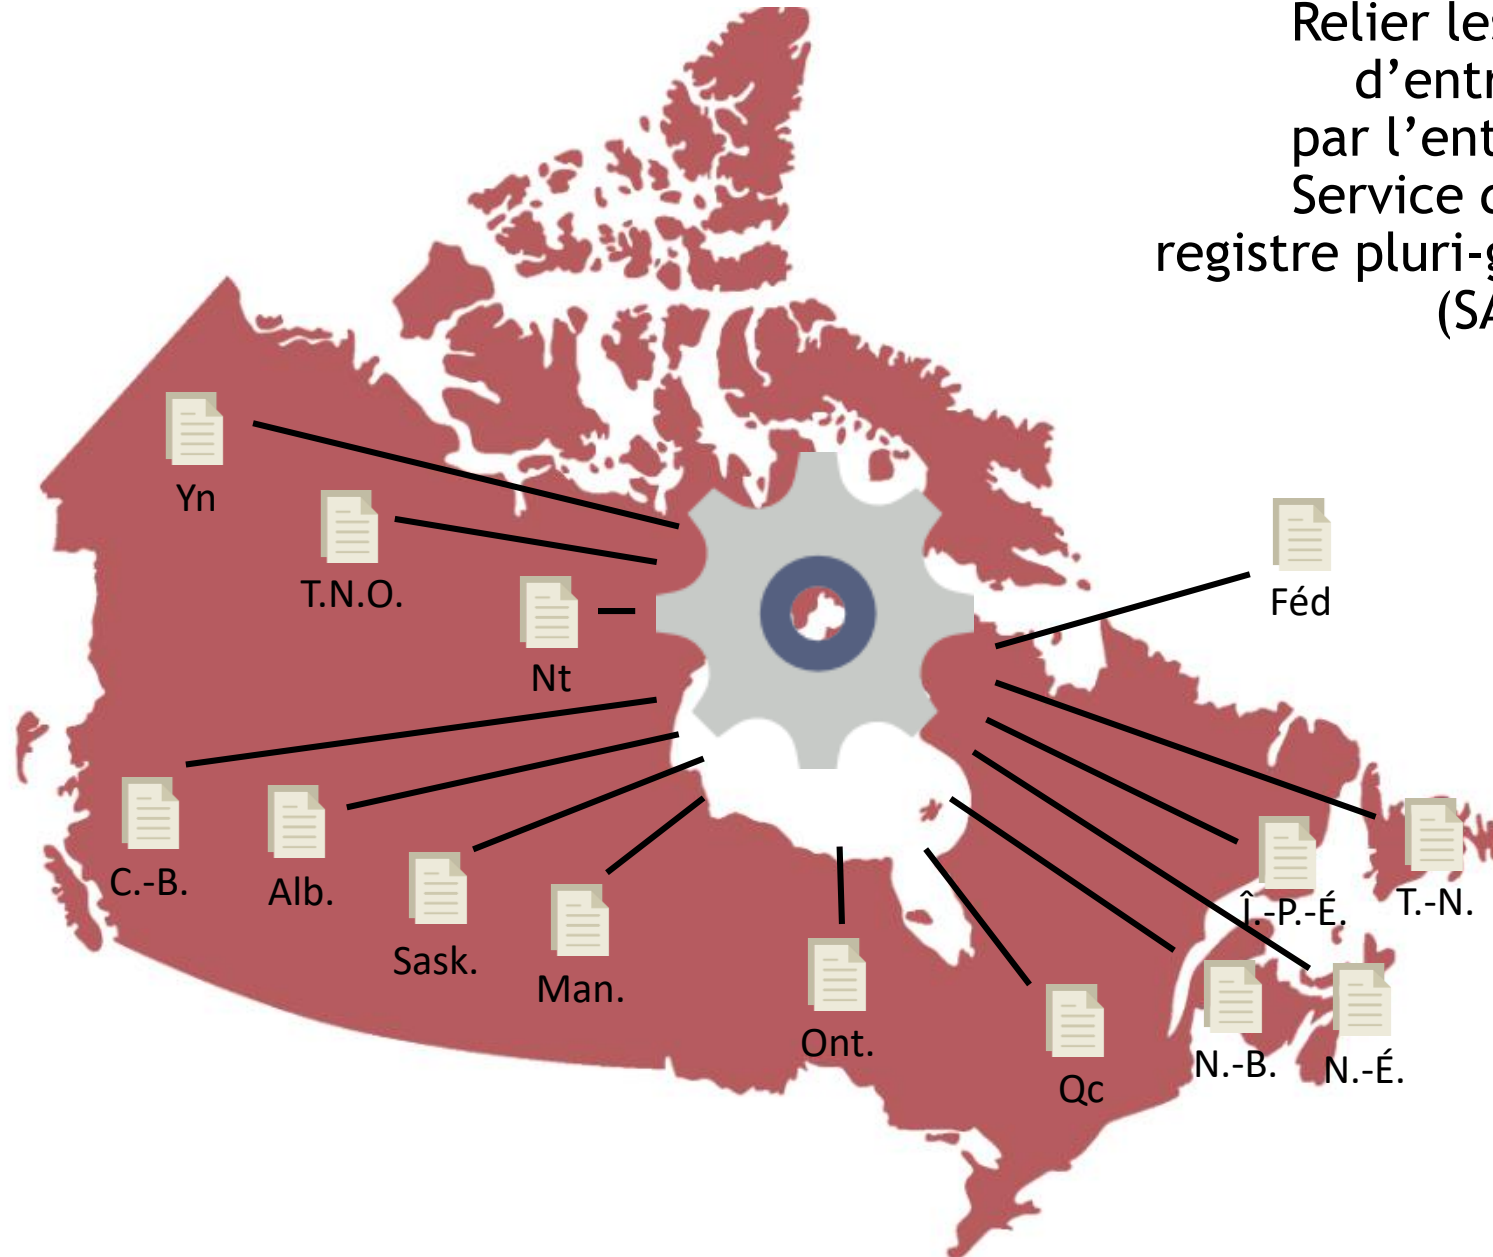 Relier les
d’entr
par l’ent
Service d
registre pluri-g
(SA
Yn
T.N.O.
Féd
Nt
C.-B.
Alb.
Î.-P.-É.
T.-N.
Sask.
Man.
Ont.
N.-B.
N.-É.
Qc